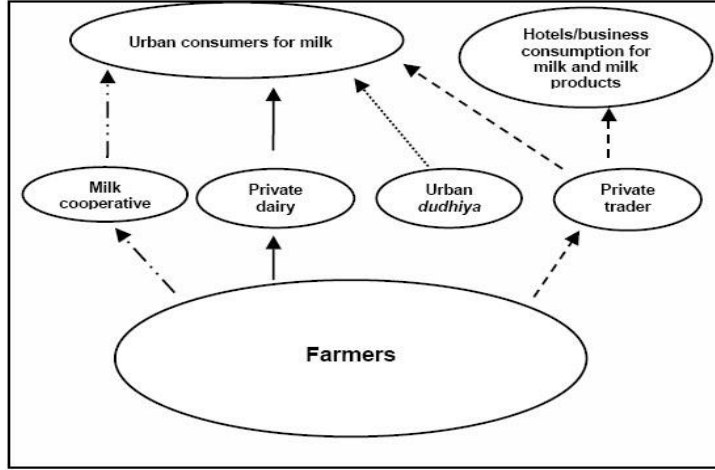 Urban consumers for milk
Hotels/business
consumption for
milk and milk
products
Milk
cooperative
Private
dairy
Urban
dudhiya
Private
trader
Farmers